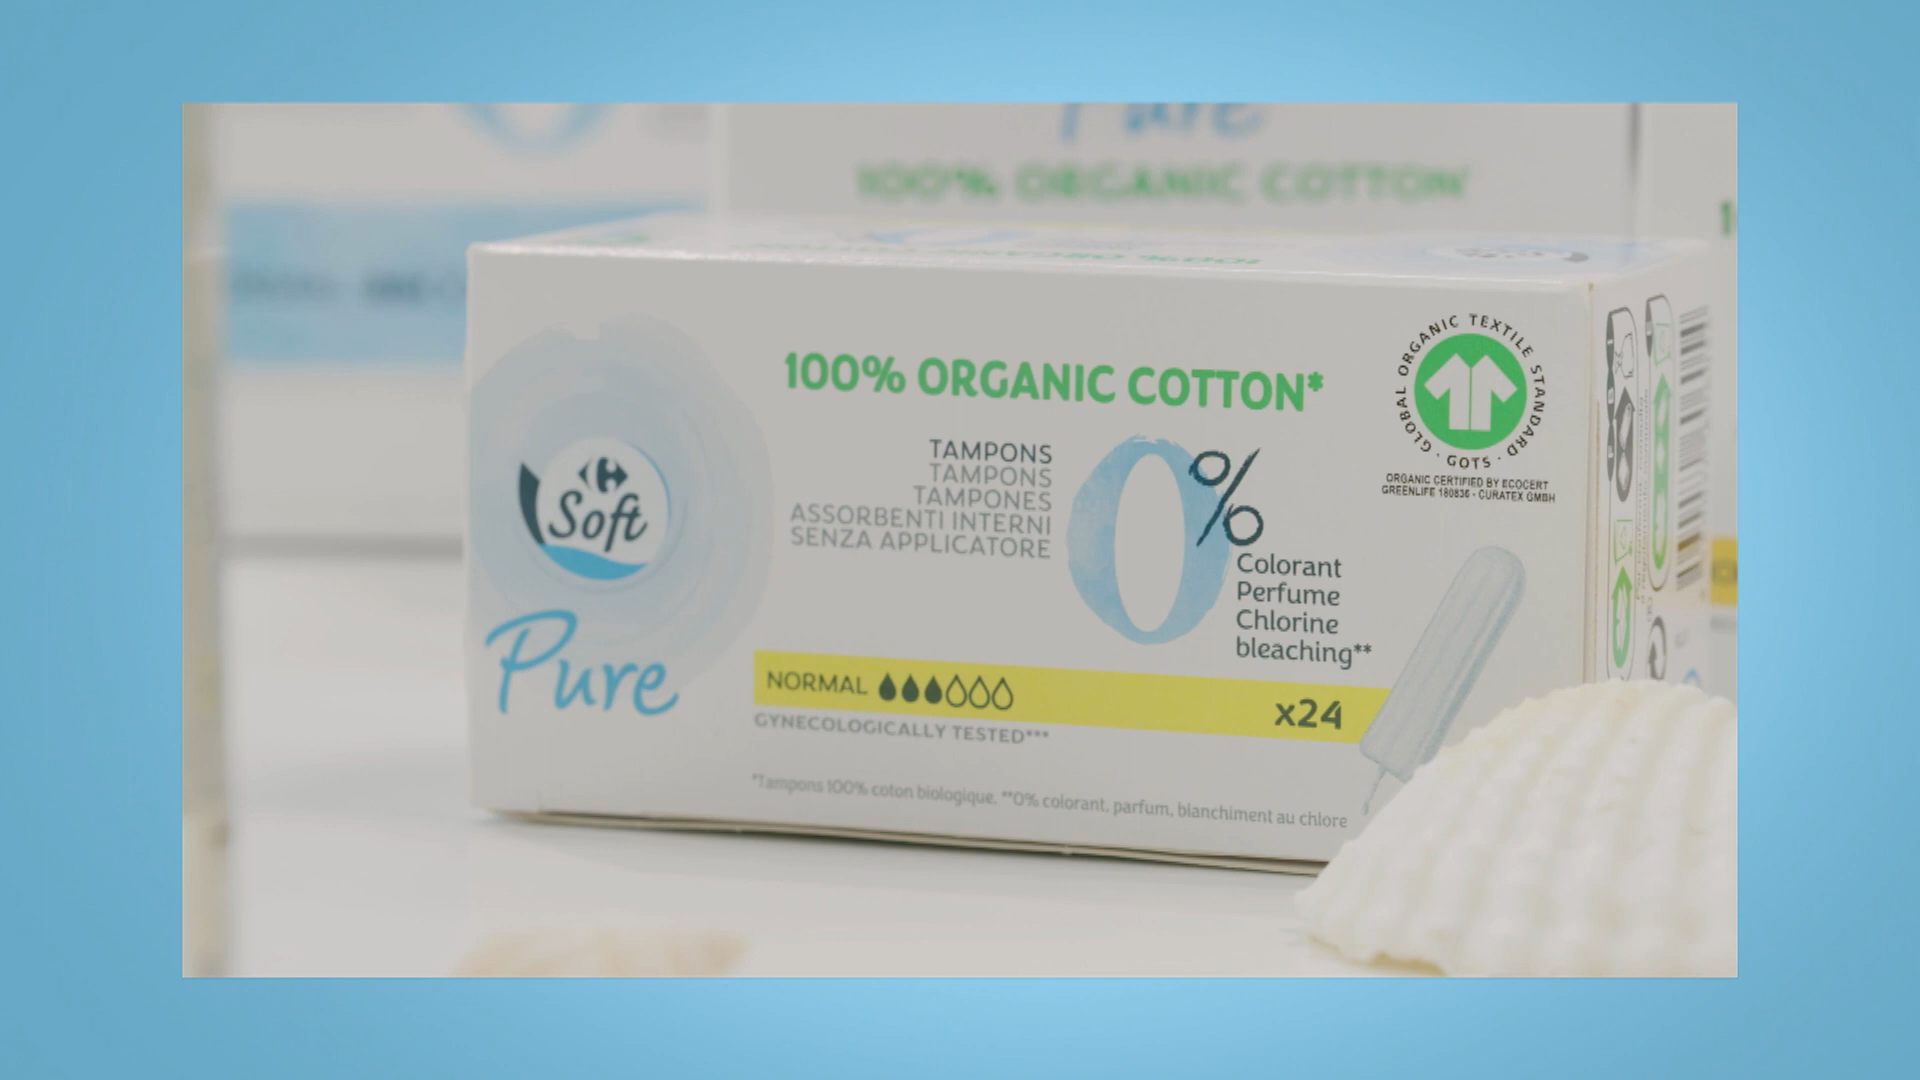 Pure
100% ORGANIC COTTON
100% ORGANIC COTTON*
GLOBAL ORGANIC TEXTILE STANDARD · GOTS ·
ORGANIC CERTIFIED BY ECOCERT
GREENLIFE 180836 - CURATEX GMBH
TAMPONS
TAMPONS
TAMPONES
ASSORBENTI INTERNI
SENZA APPLICATORE
0%
Colorant
Perfume
Chlorine
bleaching**
Soft
Pure
NORMAL
x24
GYNECOLOGICALLY TESTED***
*Tampons 100% coton biologique. **0% colorant, parfum, blanchiment au chlore